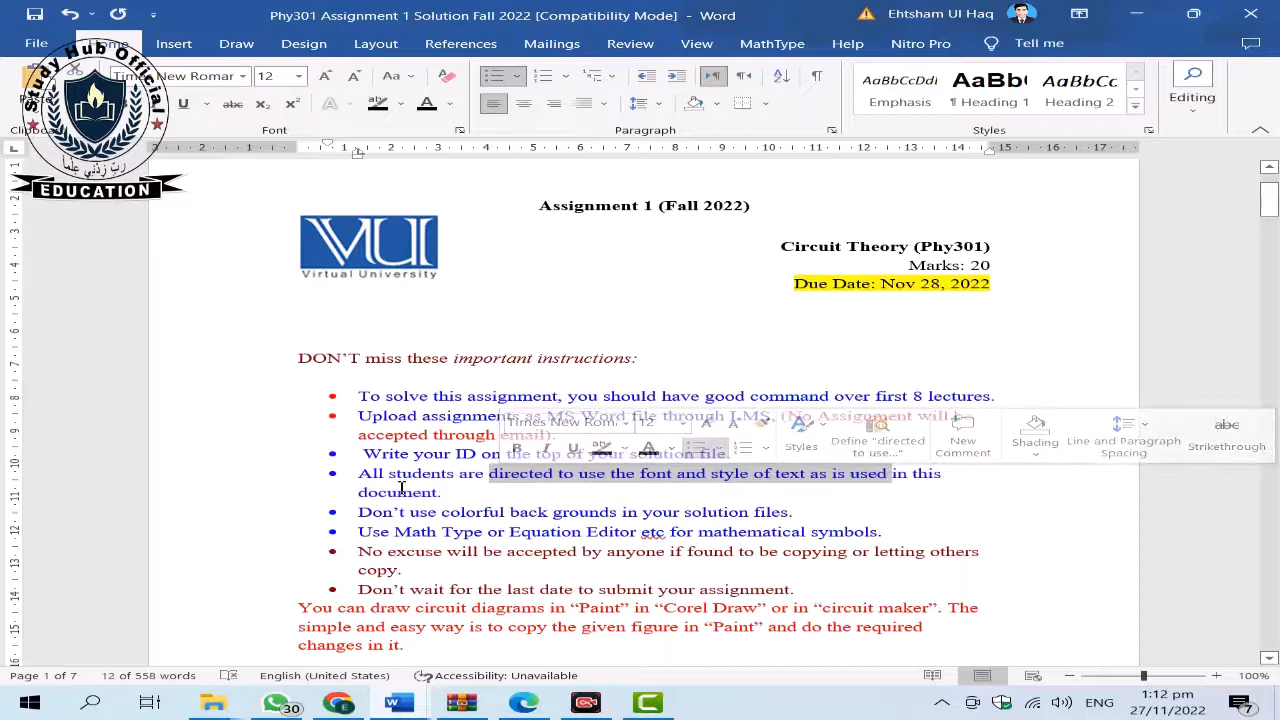 Phy301 Assignment 1 Fall 2022 [Compatibility Mode] - Word
Sign in
File Home Insert Draw Design Layout References Mailings Review View MathType Help Nitro Pro Tell me
Times New Roman 12
Aa
Font
Paragraph
AaBbCcDdI AaBbC AaBbCc
Emphasis ¶ Heading 1 Heading 2
Styles
Editing
Study Hub Official
رَبِّ زِدْنِي عِلْمًا
EDUCATION
Assignment 1 (Fall 2022)
VU
Virtual University
Circuit Theory (Phy301)
Marks: 20
Due Date: Nov 28, 2022
DON’T miss these important instructions:
• To solve this assignment, you should have good command over first 8 lectures.
• Upload assignments as MS Word file through LMS, (No Assignment will be
accepted through email).
• Write your ID on the top of your solution file.
• All students are directed to use the font and style of text as is used in this
document.
• Don’t use colorful back grounds in your solution files.
• Use Math Type or Equation Editor etc for mathematical symbols.
• No excuse will be accepted by anyone if found to be copying or letting others
copy.
• Don’t wait for the last date to submit your assignment.
You can draw circuit diagrams in “Paint” in “Corel Draw” or in “circuit maker”. The
simple and easy way is to copy the given figure in “Paint” and do the required
changes in it.
Times New Rom 12
Styles
Define "directed
to use..."
New
Comment
Shading
Line and Paragraph
Spacing
Strikethrough
Page 1 of 7 12 of 558 words English (United States) Accessibility: Unavailable 100%
30
1:12 pm
27/11/2022
7